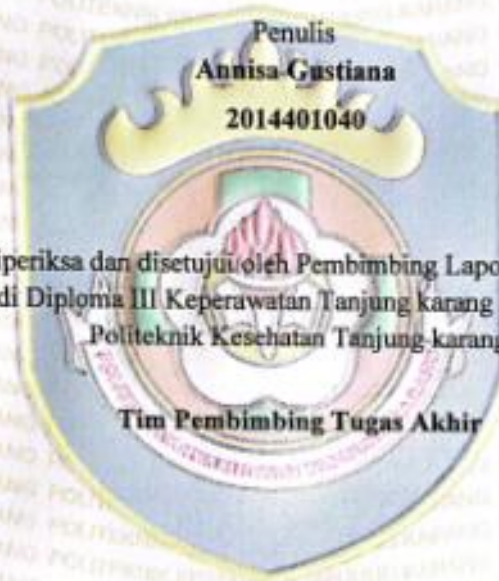 Penulis
Annisa Gustiana
2014401040
iperiksa dan disetujui oleh Pembimbing Lapo
di Diploma III Keperawatan Tanjung karang
Politeknik Kesehatan Tanjung karang
Tim Pembimbing Tugas Akhir